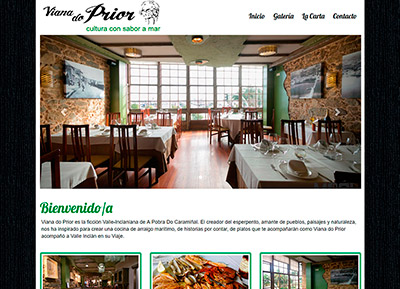 Viana do Prior
cultura con sabor a mar
Inicio Galería La Carta Contacto
Bienvenido/a
Viana do Prior es la ficción Valle-Inclaniana de A Pobra Do Caramiñal. El creador del esperpento, amante de pueblos, paisajes y naturaleza,
nos ha inspirado para crear una cocina de arraigo marítimo, de historias por contar, de platos que te acompañarán como Viana do Prior
acompañó a Valle Inclán en su Viaje.